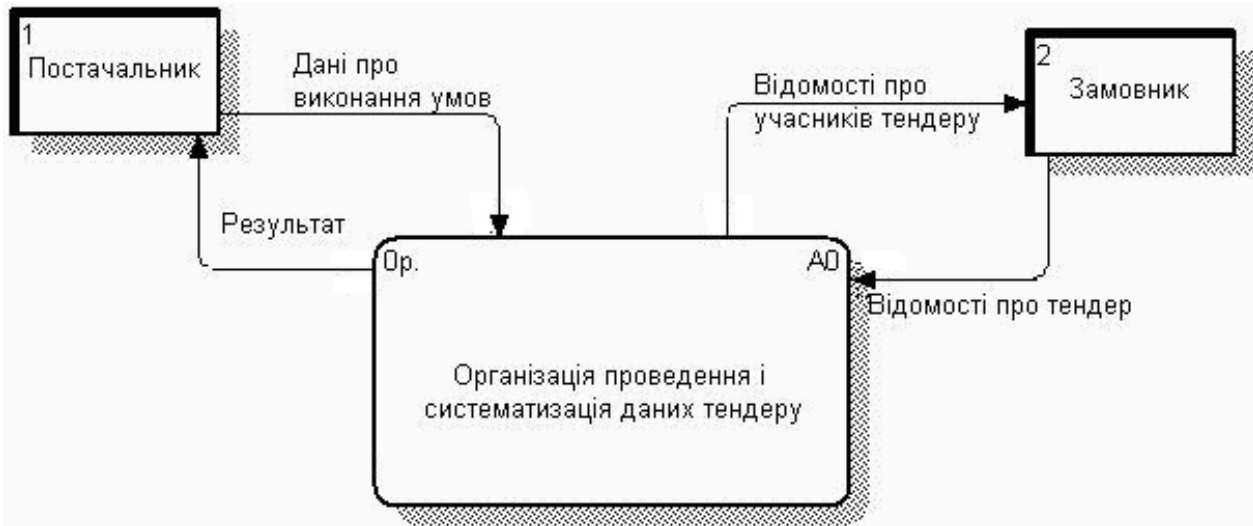 1
Постачальник
Дані про
виконання умов
Відомості про
учасників тендеру
2
Замовник
Результат
0р.
A0
Відомості про тендер
Організація проведення і
систематизація даних тендеру